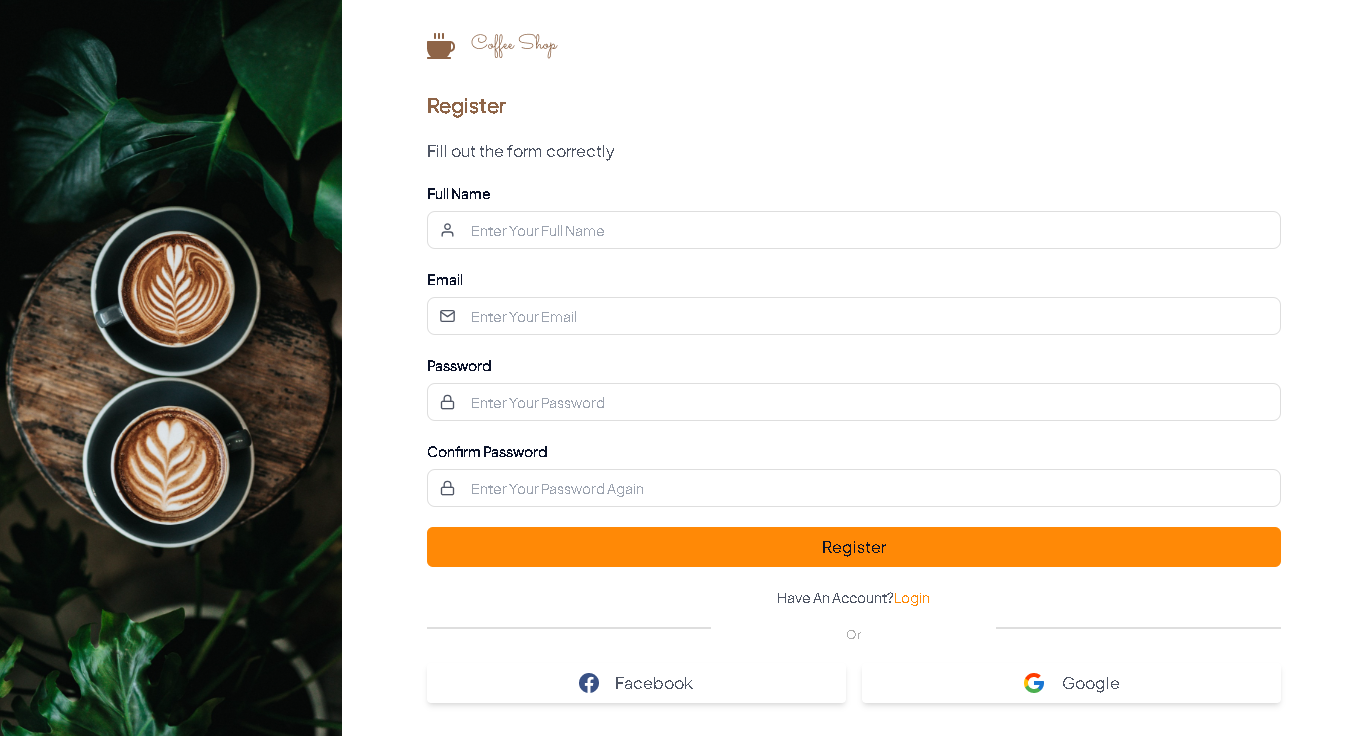 Coffee Shop
Register
Fill out the form correctly
Full Name
Enter Your Full Name
Email
Enter Your Email
Password
Enter Your Password
Confirm Password
Enter Your Password Again
Register
Have An Account?Login
Or
Facebook
Google